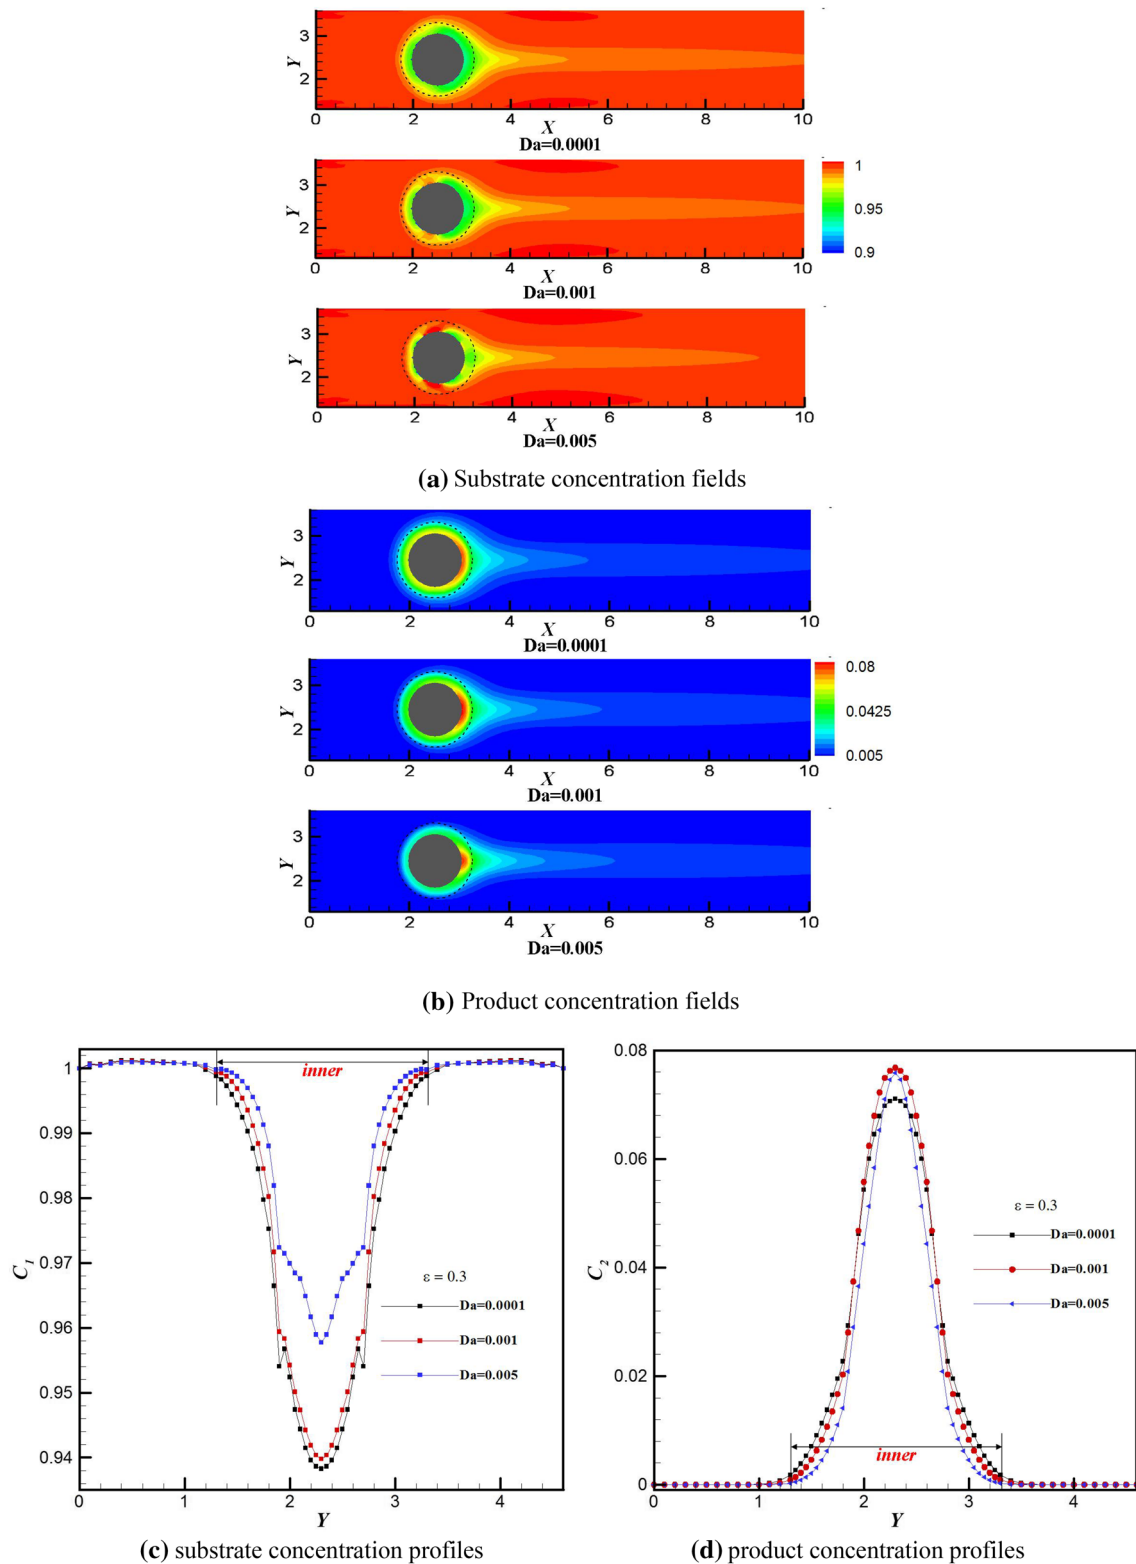 3
Y
2
0 2 4 6 8 10
X
Da=0.0001
3
Y
2
0 2 4 6 8 10
X
Da=0.001
1
0.95
0.9
3
Y
2
0 2 4 6 8 10
X
Da=0.005
(a) Substrate concentration fields
3
Y
2
0 2 4 6 8 10
X
Da=0.0001
3
Y
2
0 2 4 6 8 10
X
Da=0.001
0.08
0.0425
0.005
3
Y
2
0 2 4 6 8 10
X
Da=0.005
(b) Product concentration fields
1
0.99
0.98
0.97
0.96
0.95
0.94
C1
inner
ε = 0.3
Da=0.0001
Da=0.001
Da=0.005
0 1 2 3 4
Y
(c) substrate concentration profiles
0.08
0.06
0.04
0.02
0
C2
ε = 0.3
Da=0.0001
Da=0.001
Da=0.005
inner
0 1 2 3 4
Y
(d) product concentration profiles